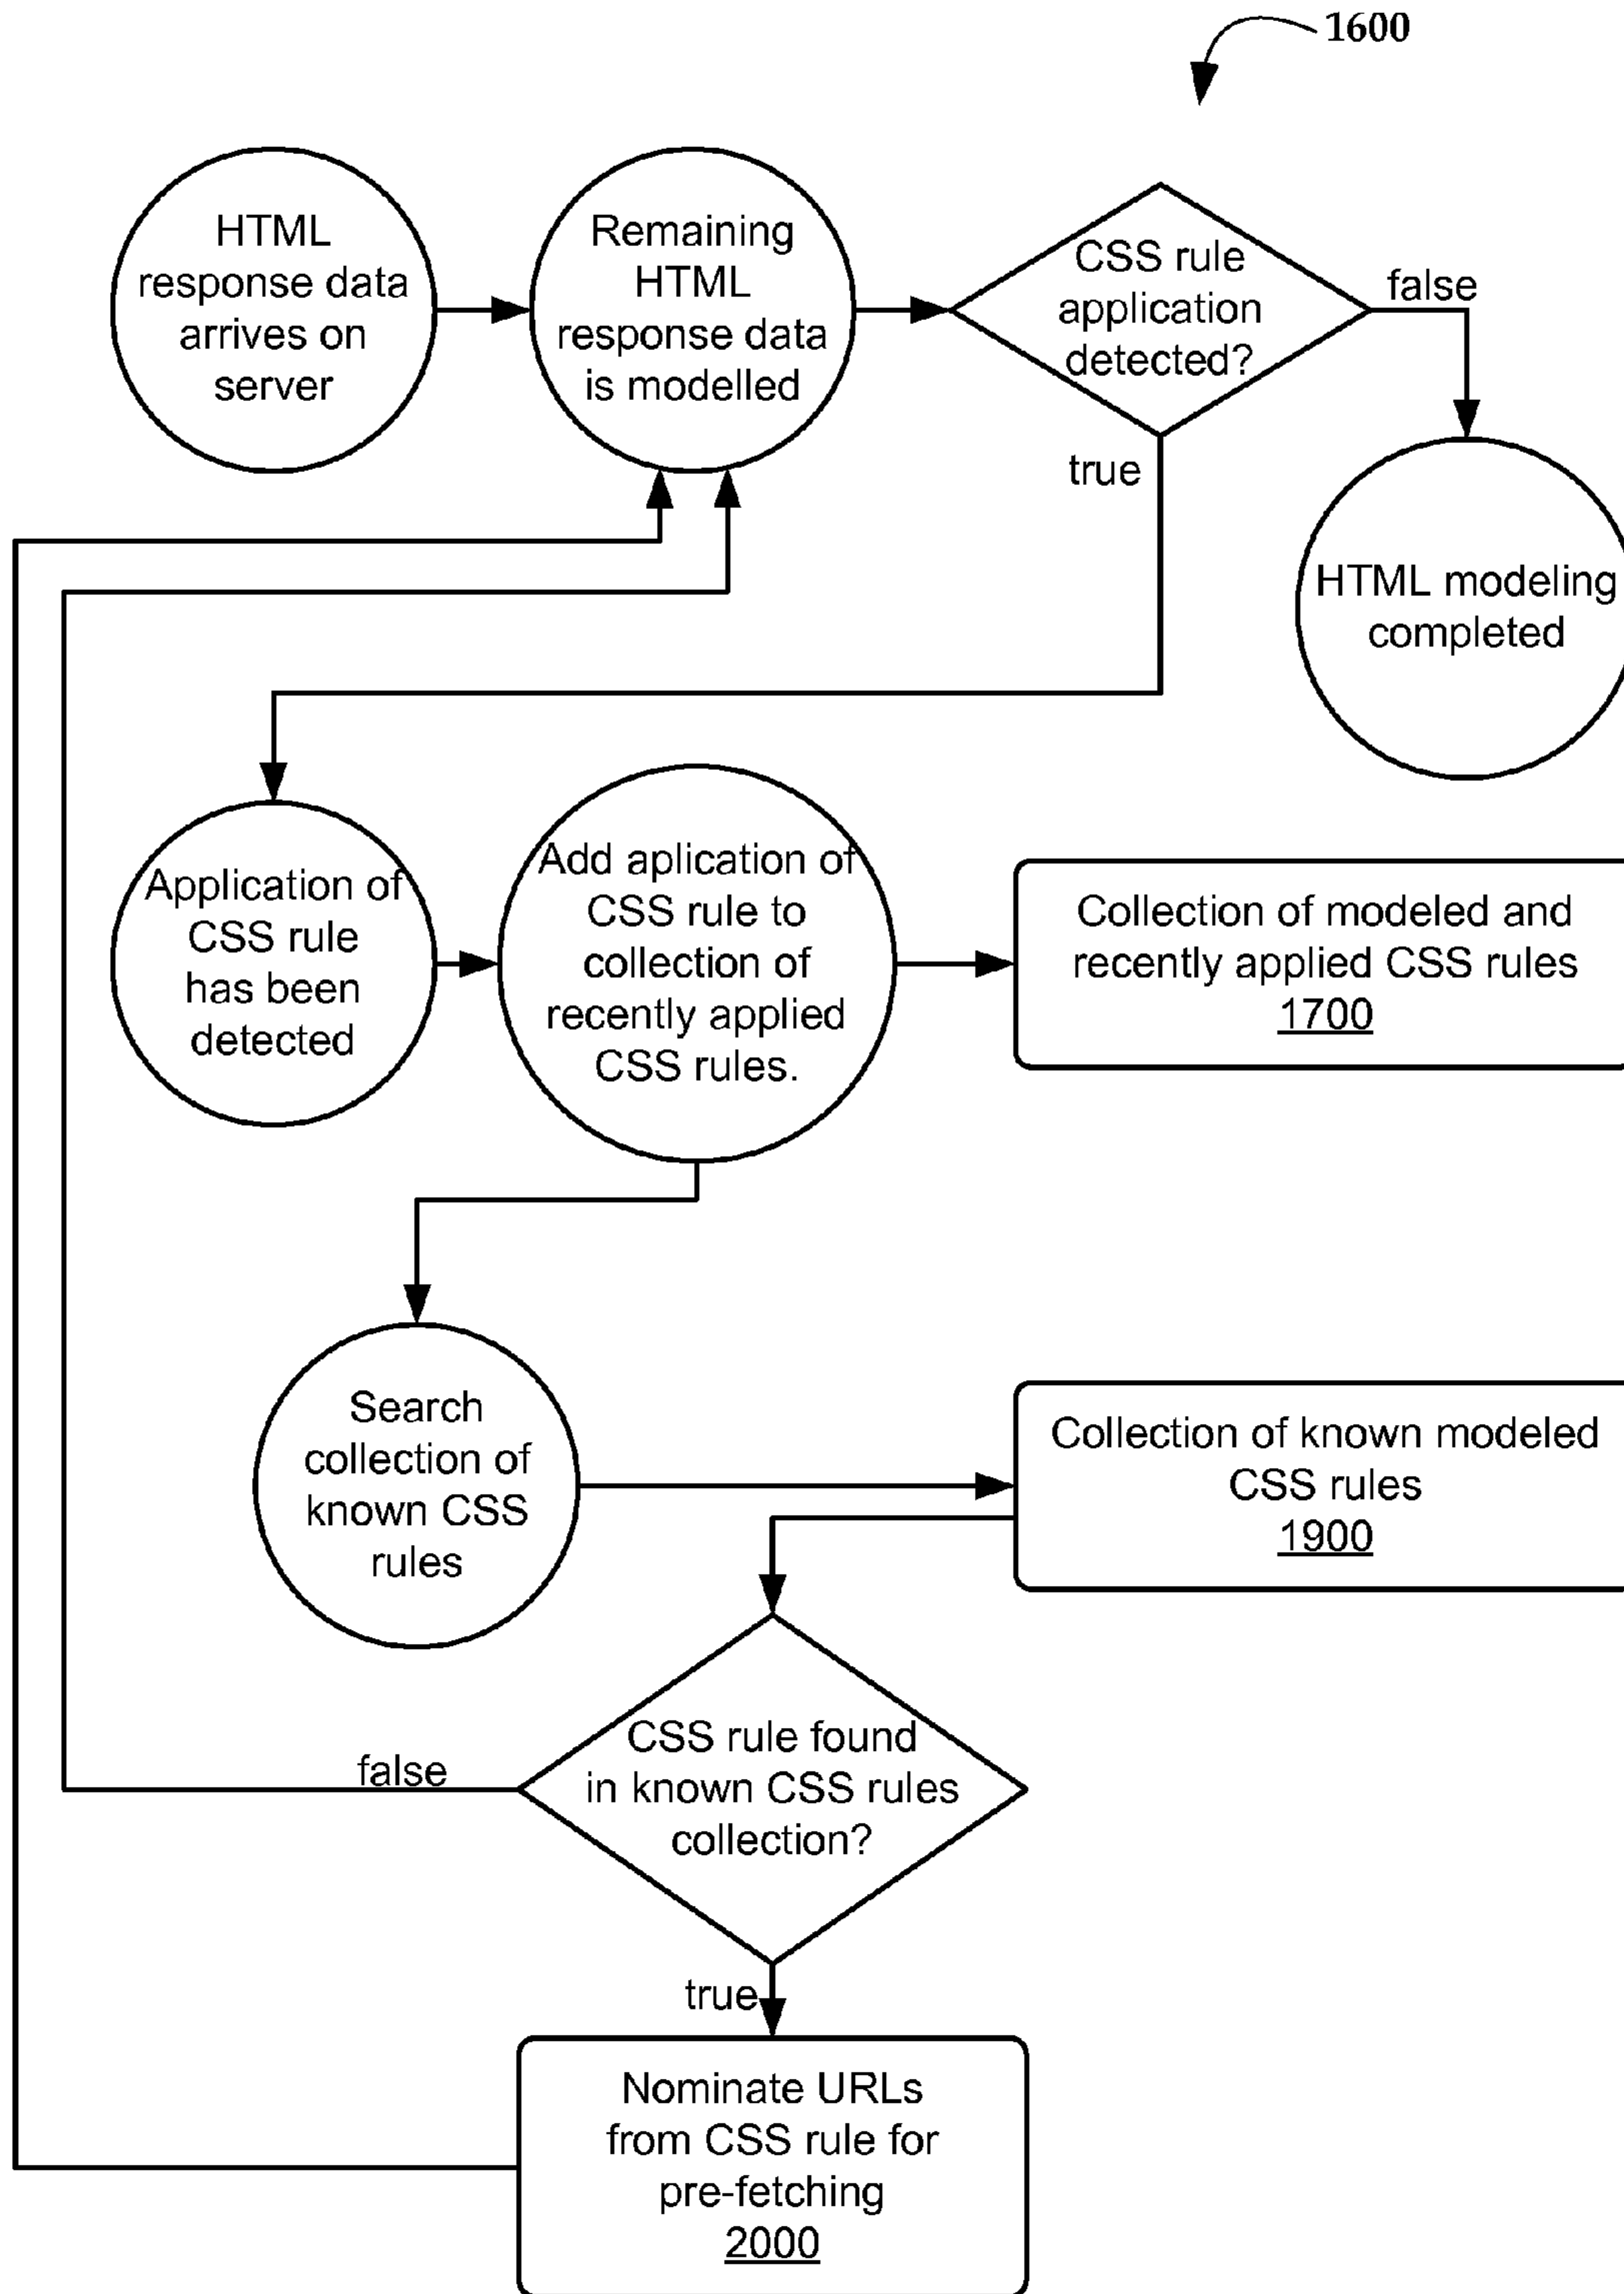 1600
HTML
response data
arrives on
server
Remaining
HTML
response data
is modelled
CSS rule
application
detected?
false
true
HTML modeling
completed
Application of
CSS rule
has been
detected
Add aplication of
CSS rule to
collection of
recently applied
CSS rules.
Collection of modeled and
recently applied CSS rules
1700
Search
collection of
known CSS
rules
Collection of known modeled
CSS rules
1900
CSS rule found
in known CSS rules
collection?
false
true
Nominate URLs
from CSS rule for
pre-fetching
2000